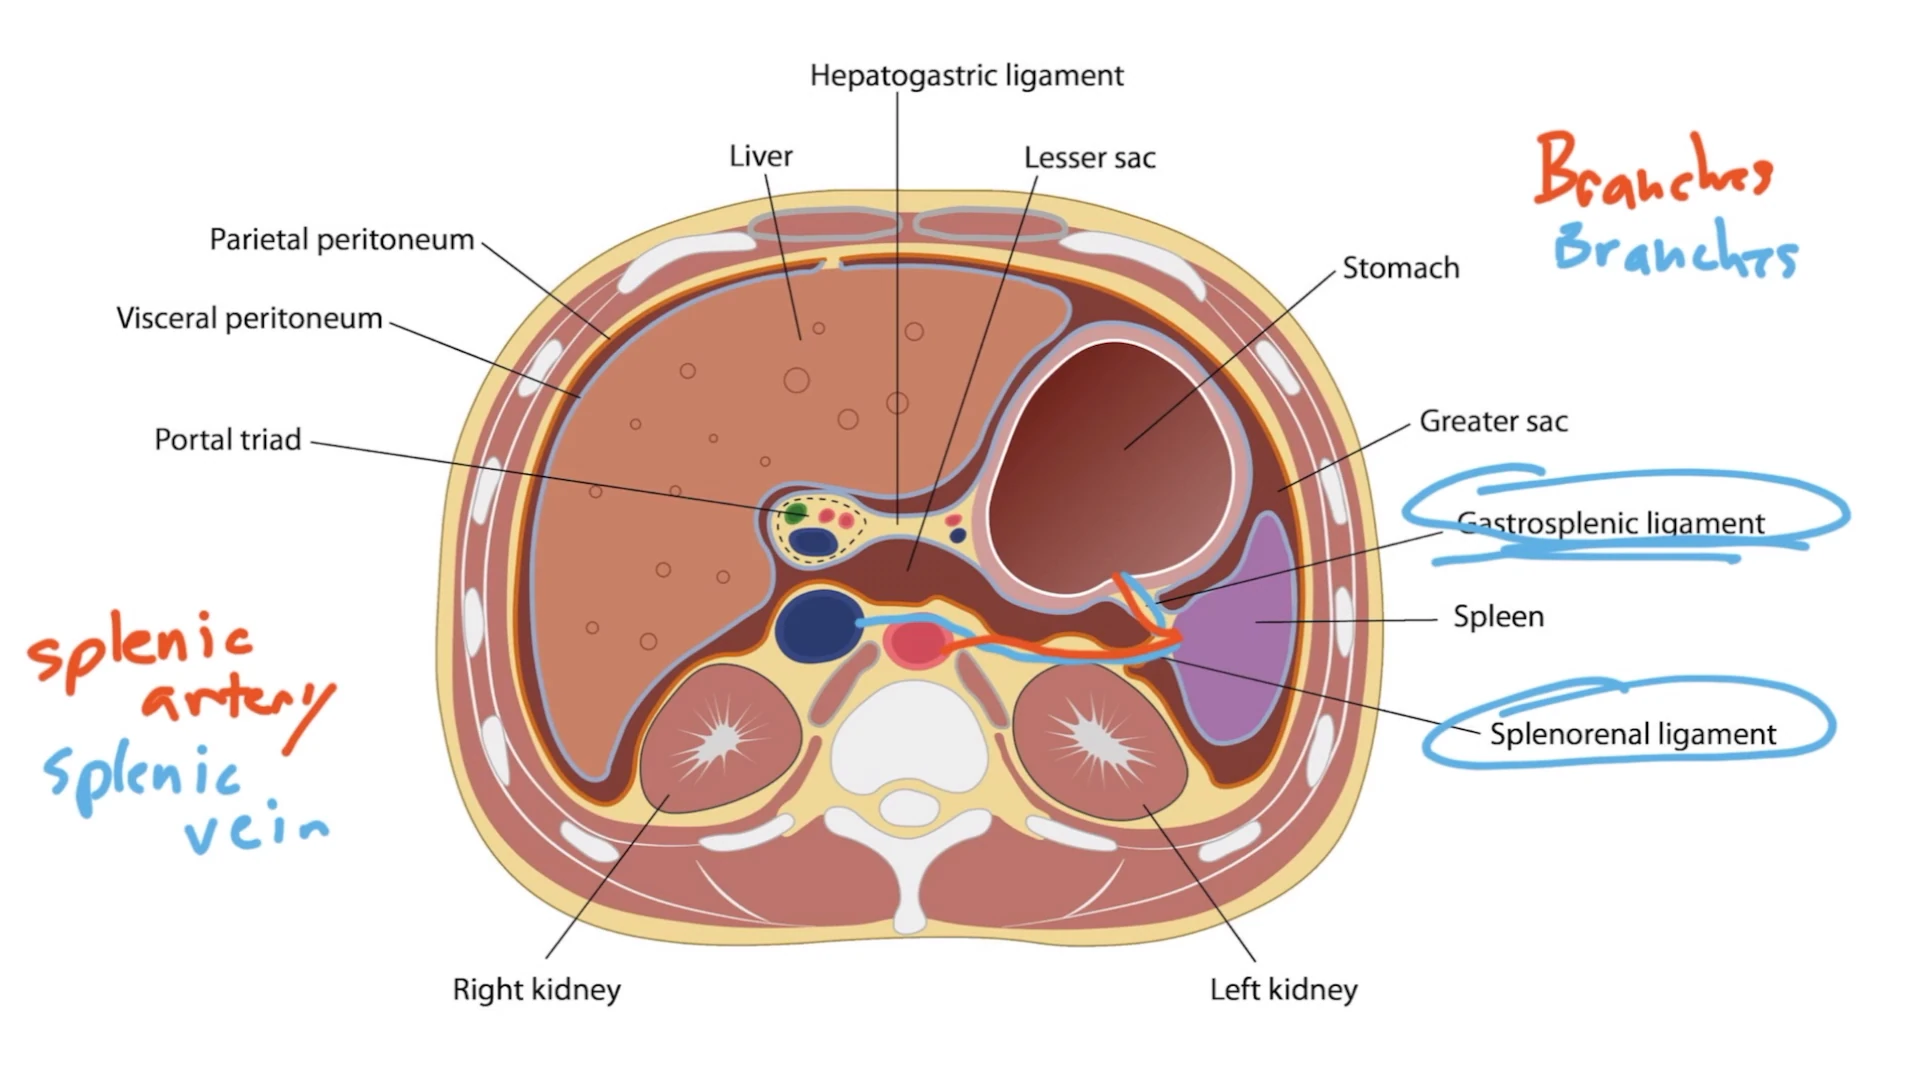 Hepatogastric ligament
Liver
Lesser sac
Branches
Branches
Parietal peritoneum
Stomach
Visceral peritoneum
Greater sac
Portal triad
Gastrosplenic ligament
Spleen
splenic
artery
splenic
vein
Splenorenal ligament
Right kidney
Left kidney